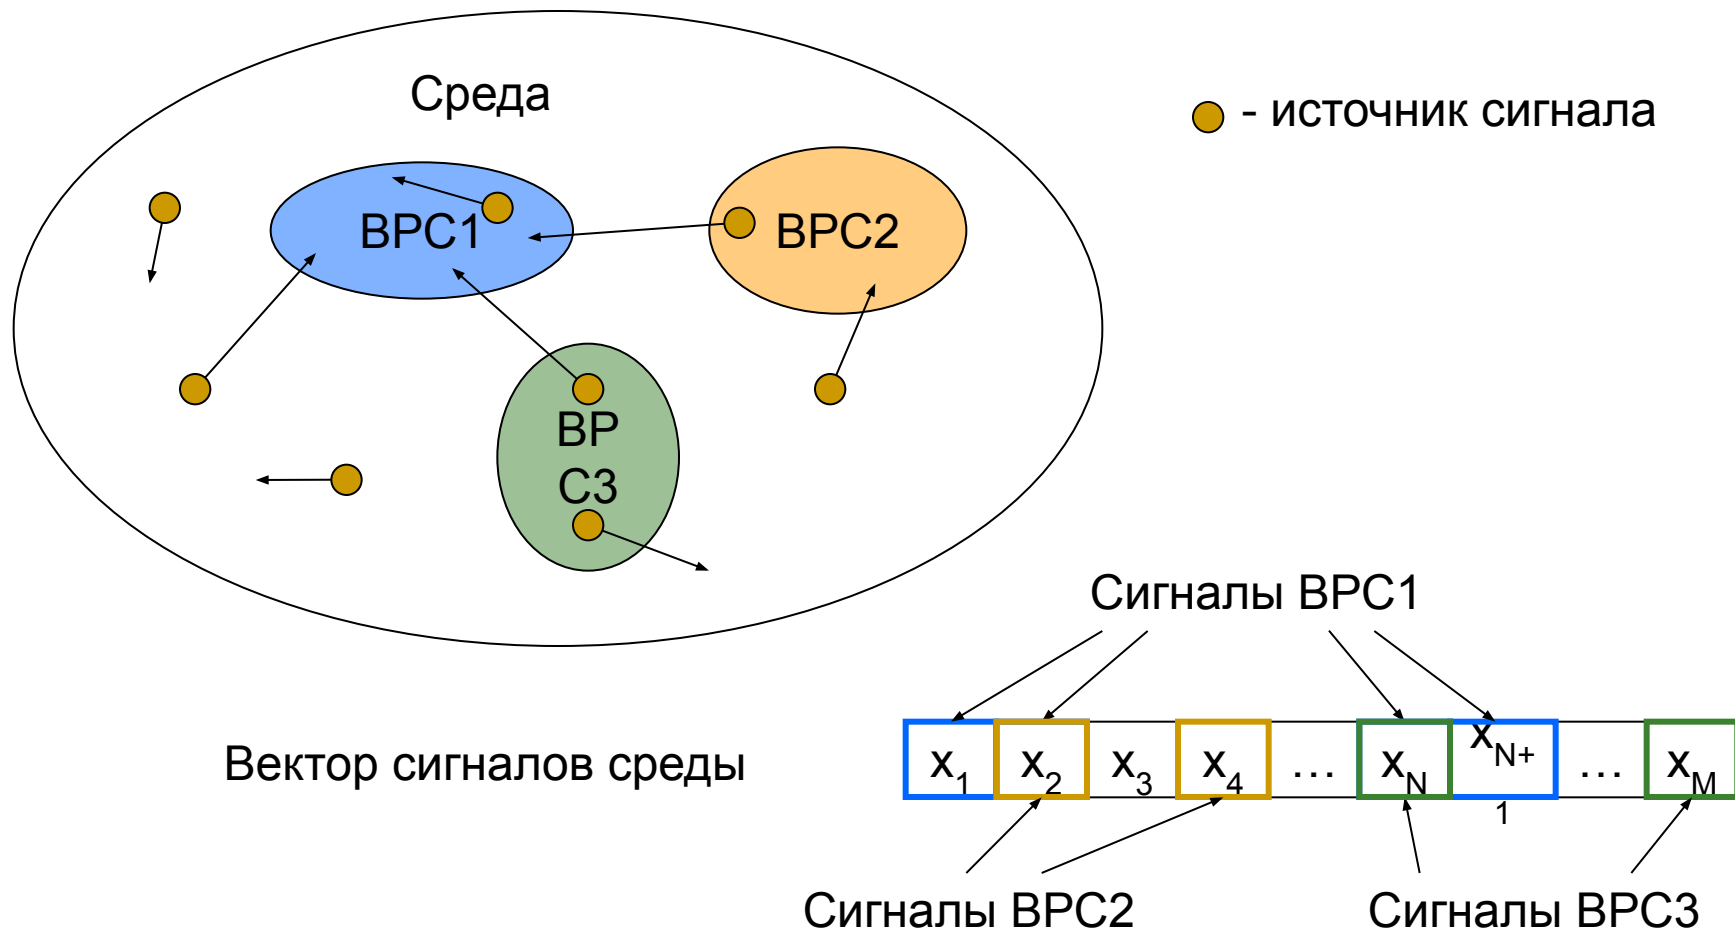 Среда
- источник сигнала
ВРС1
ВРС2
ВР
С3
Сигналы ВРС1
Вектор сигналов среды
x1 x2 x3 x4 … xN xN+1 … xM
Сигналы ВРС2
Сигналы ВРС3